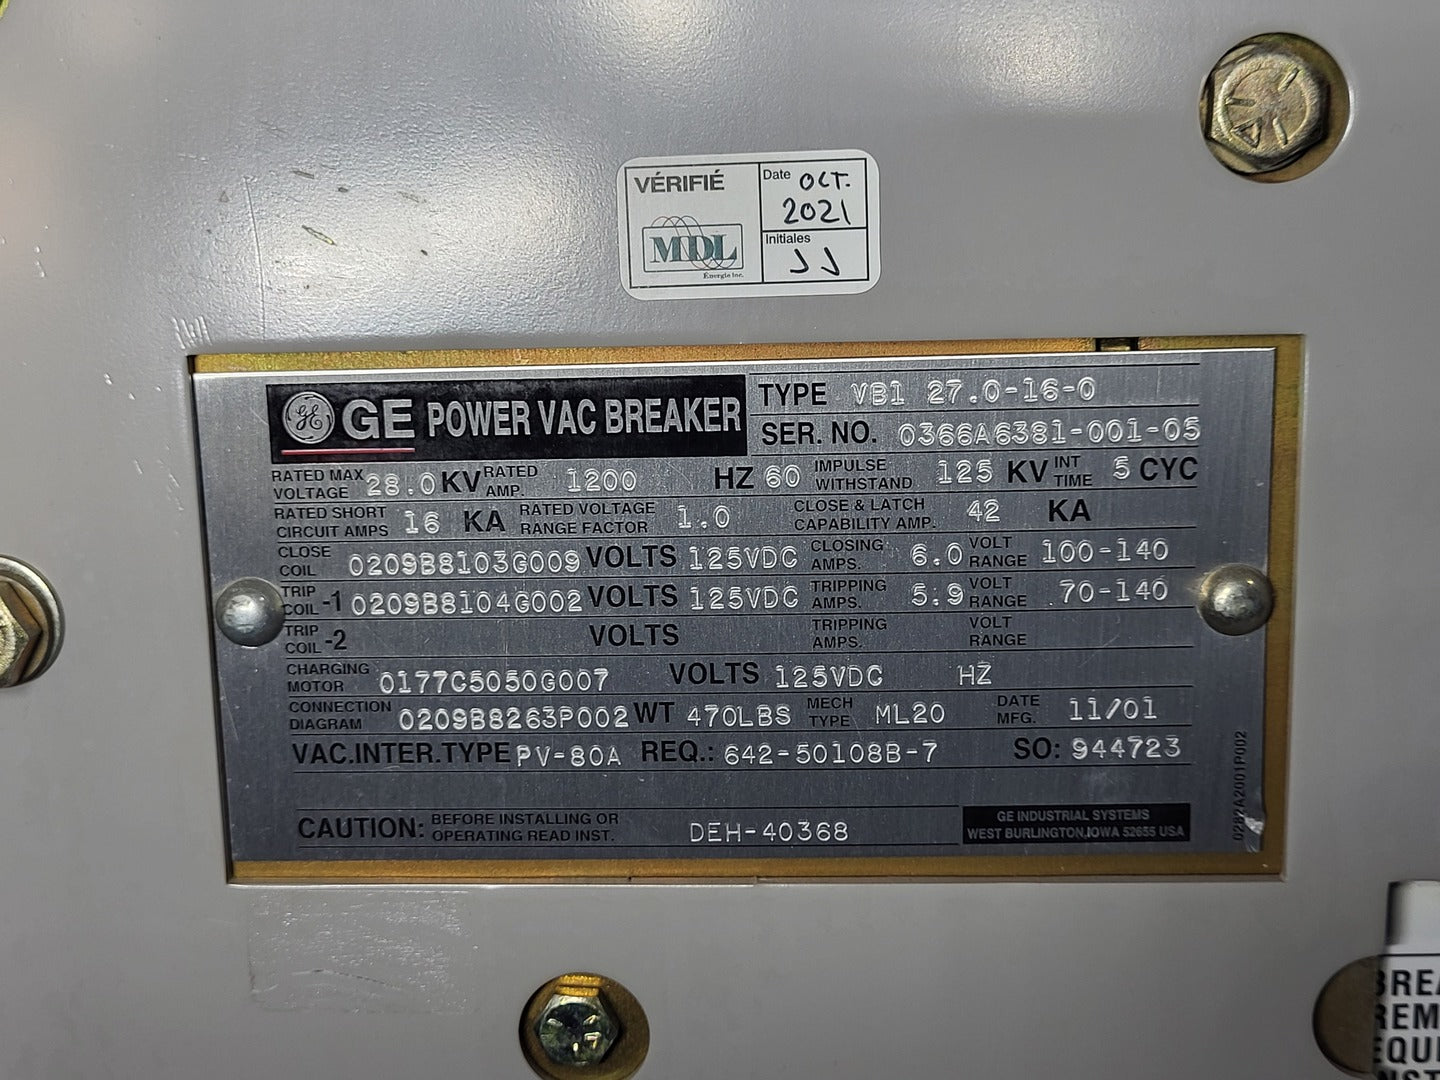 VÉRIFIÉ
Date OCT. 2021
MDL
Énergie Inc.
Initiales
JJ
GE POWER VAC BREAKER
TYPE VB1 27.0-16-0
SER. NO. 0366A6381-001-05
RATED MAX VOLTAGE 28.0 KV RATED AMP. 1200 HZ 60 IMPULSE WITHSTAND 125 KV INT TIME 5 CYC
RATED SHORT CIRCUIT AMPS 16 KA RATED VOLTAGE RANGE FACTOR 1.0 CLOSE & LATCH CAPABILITY AMP. 42 KA
CLOSE COIL 0209B8103G009 VOLTS 125VDC CLOSING AMPS. 6.0 VOLT RANGE 100-140
TRIP COIL -1 0209B8104G002 VOLTS 125VDC TRIPPING AMPS. 5.9 VOLT RANGE 70-140
TRIP COIL -2 VOLTS TRIPPING AMPS. VOLT RANGE
CHARGING MOTOR 0177C5050G007 VOLTS 125VDC HZ
CONNECTION DIAGRAM 0209B8263P002 WT 470LBS MECH TYPE ML20 DATE MFG. 11/01
VAC.INTER.TYPE PV-80A REQ.: 642-50108B-7 SO: 944723
CAUTION: BEFORE INSTALLING OR OPERATING READ INST. DEH-40368
GE INDUSTRIAL SYSTEMS
WEST BURLINGTON, IOWA 52655 USA
0282A2001P002